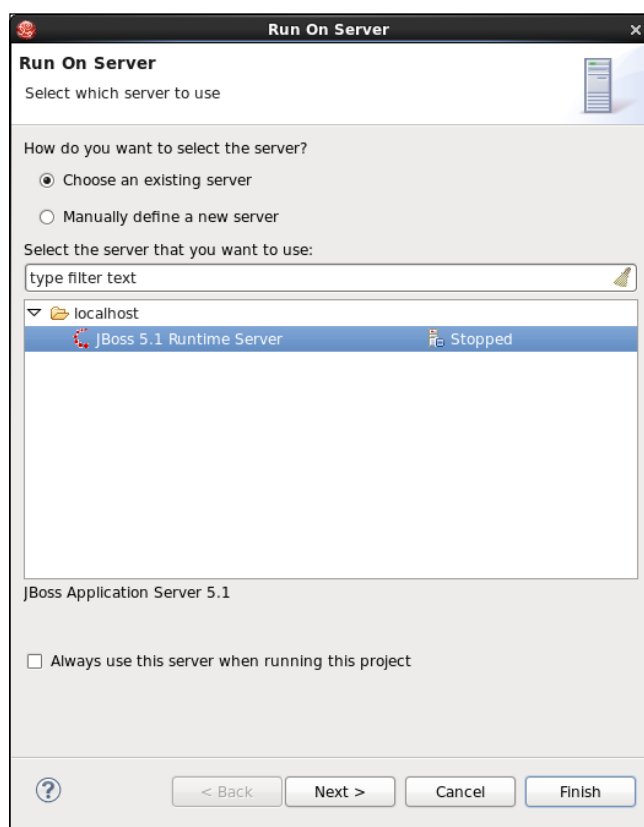 Run On Server
Run On Server
Select which server to use
How do you want to select the server?
Choose an existing server
Manually define a new server
Select the server that you want to use:
type filter text
localhost
JBoss 5.1 Runtime Server Stopped
JBoss Application Server 5.1
Always use this server when running this project
? < Back Next > Cancel Finish